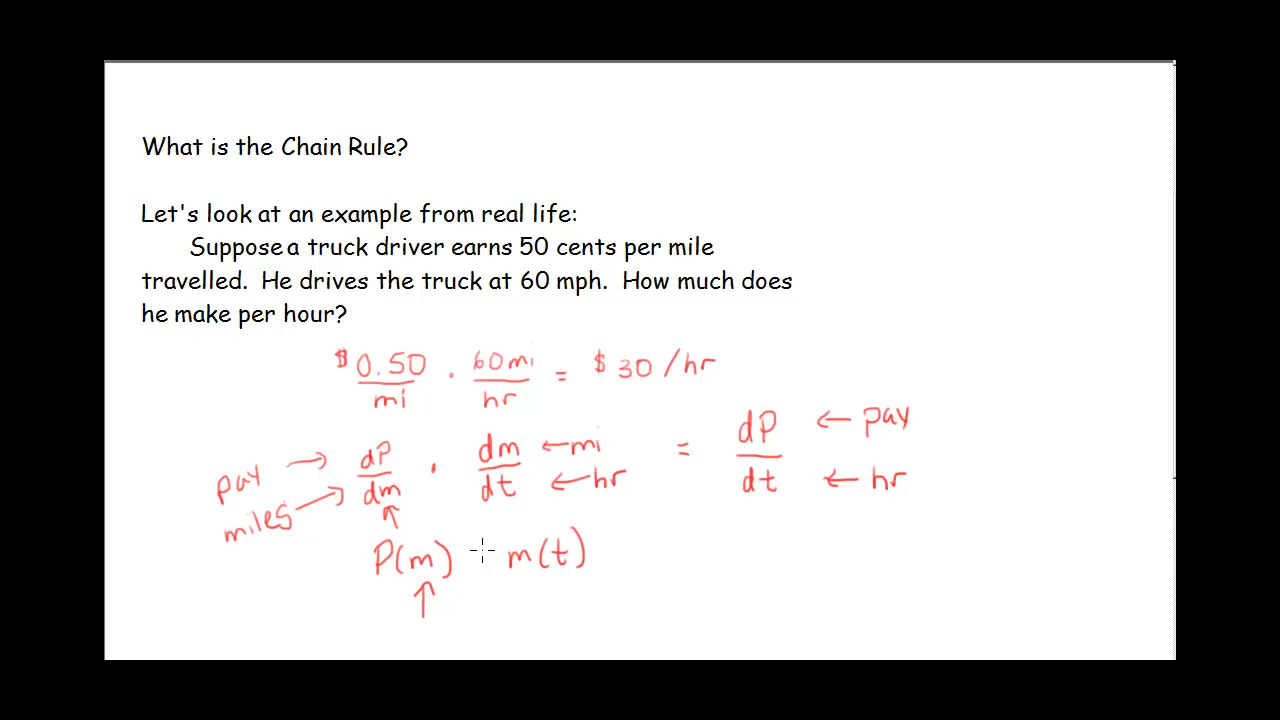 What is the Chain Rule?
Let's look at an example from real life:
Suppose a truck driver earns 50 cents per mile
travelled. He drives the truck at 60 mph. How much does
he make per hour?
$0.50/mi · 60mi/hr = $30/hr
pay → dP · dm ← mi = dP ← pay
miles → dm dt ← hr dt ← hr
↑
P(m) m(t)
↑